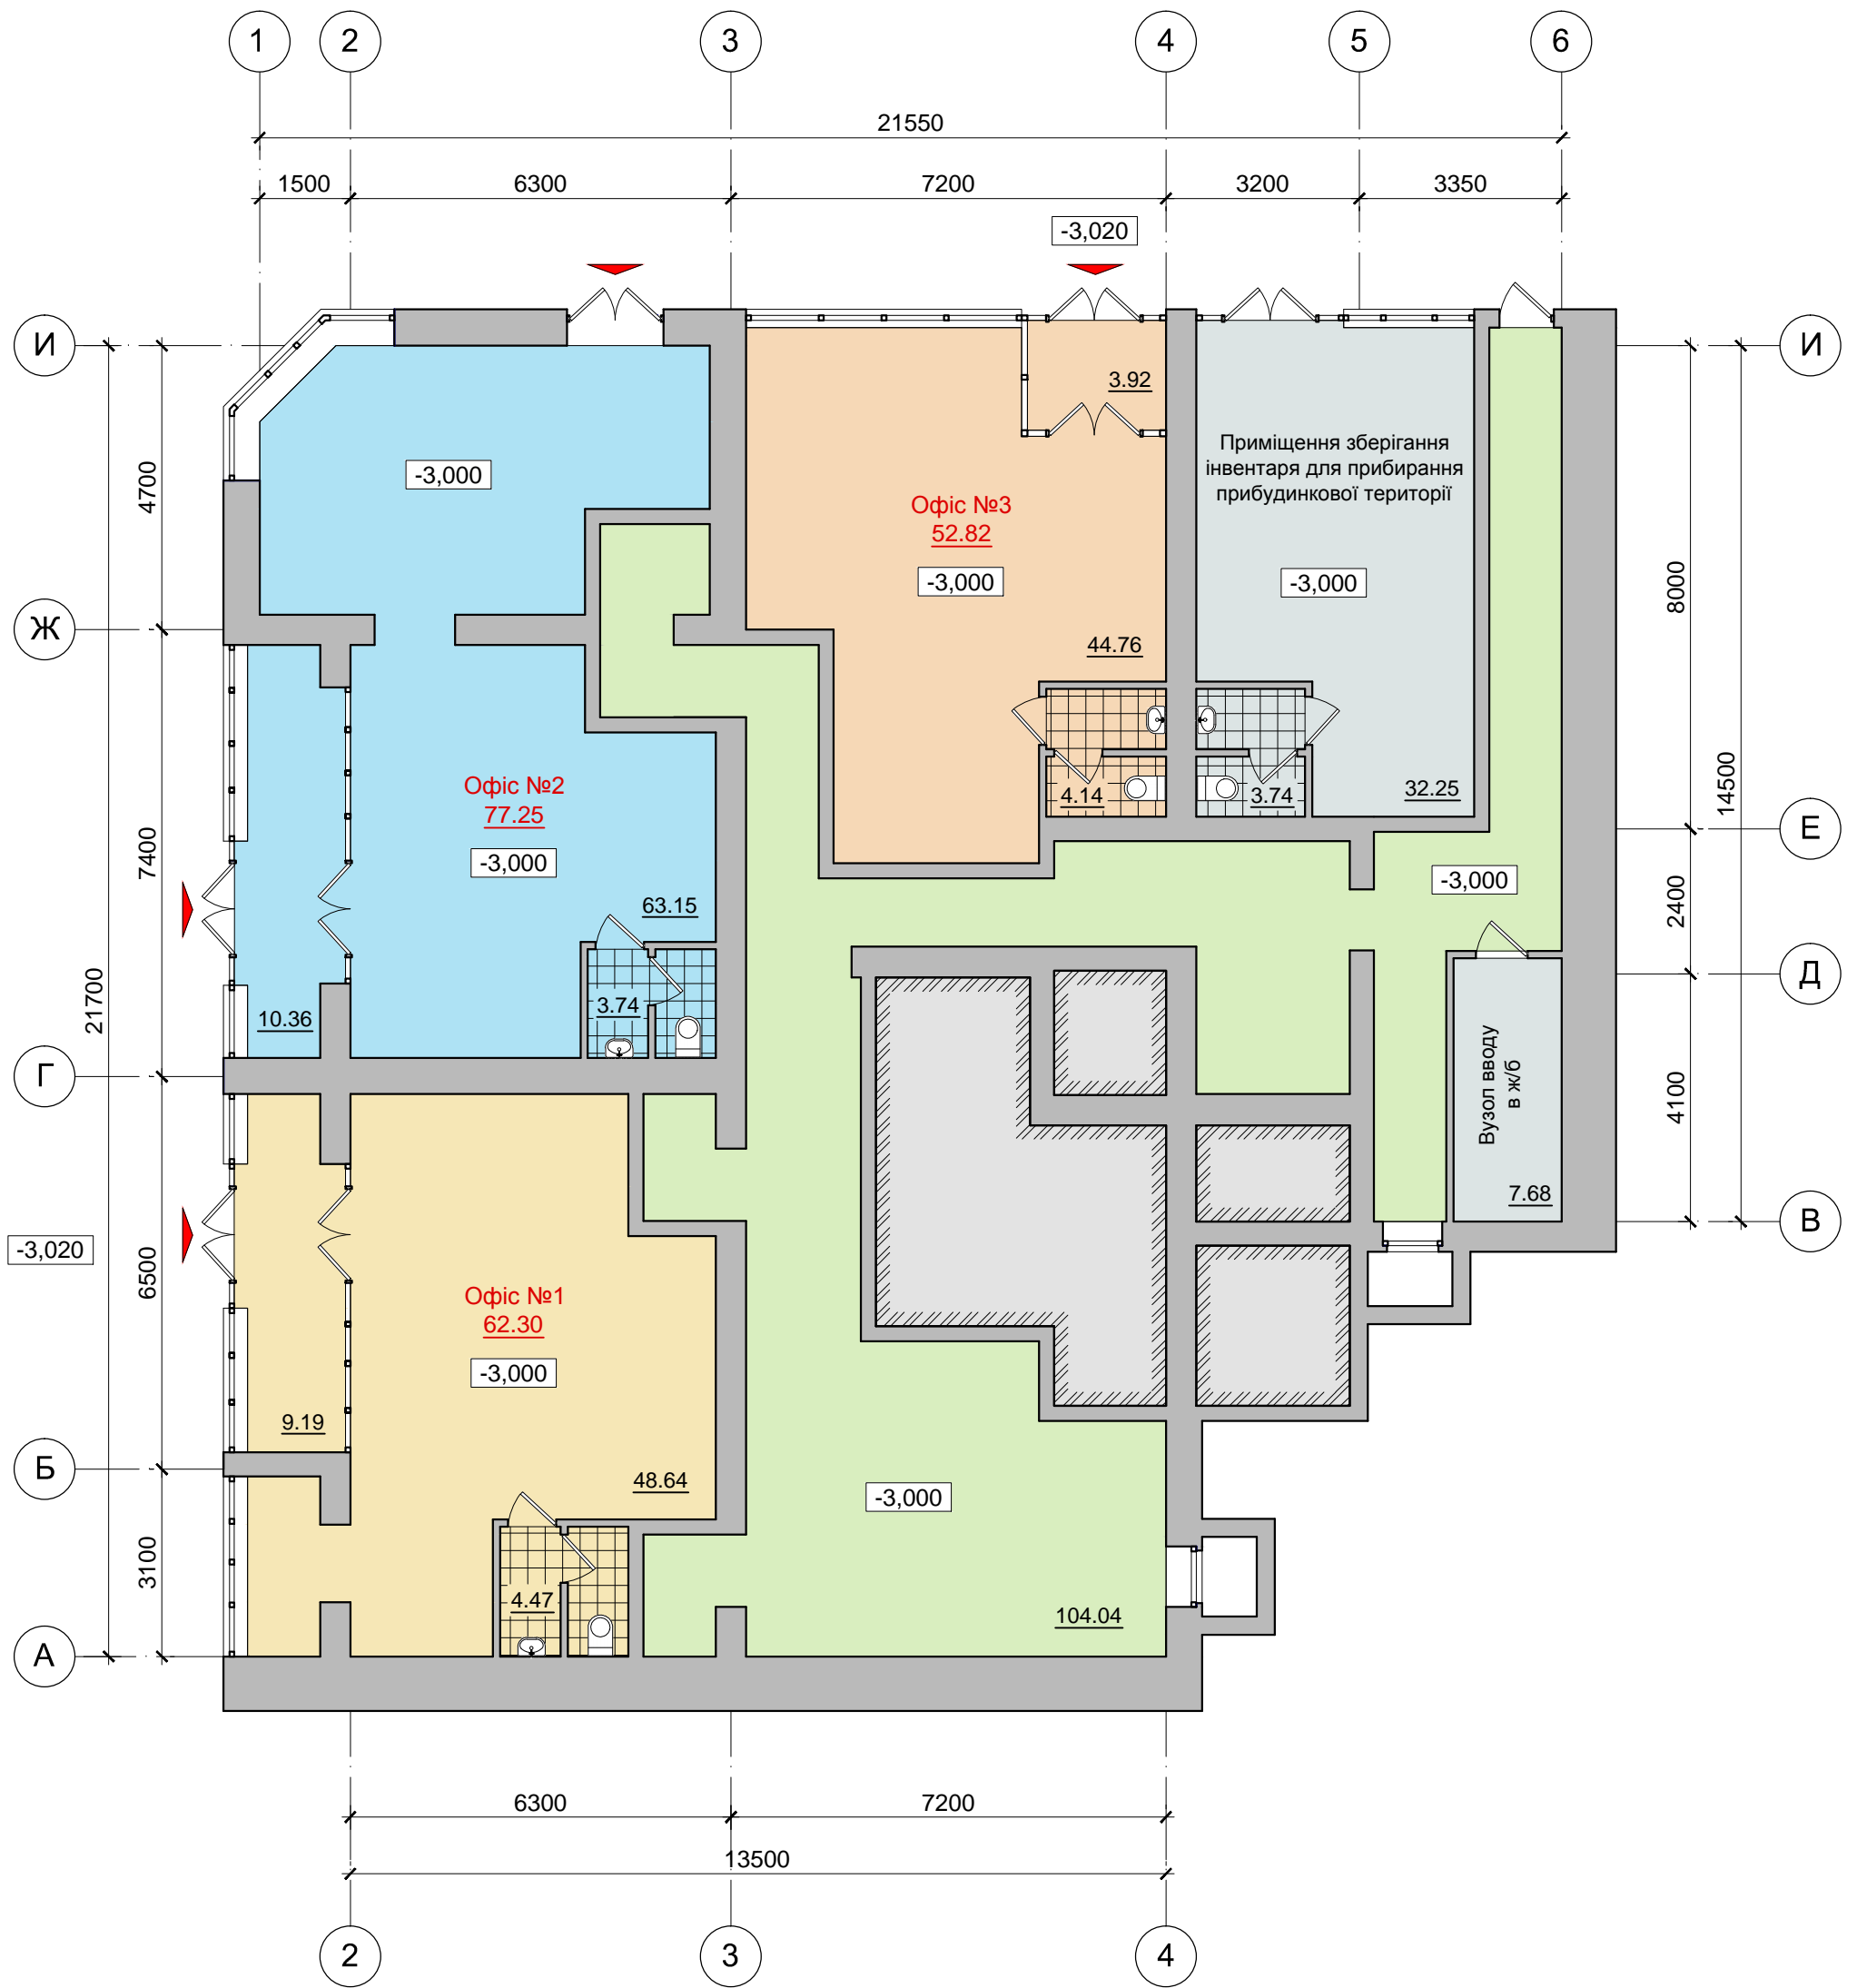 1 2 3 4 5 6
21550
1500 6300 7200 3200 3350
-3,020
И И
3.92
Приміщення зберігання
інвентаря для прибирання
прибудинкової території
-3,000
4700
Офіс №3
52.82
-3,000
-3,000
8000
Ж
44.76
14500
Офіс №2
77.25
4.14
3.74
32.25
Е
7400
-3,000
-3,000
63.15
2400
21700
10.36
3.74
Д
Г
Вузол вводу
в ж/б
4100
7.68
В
-3,020
6500
Офіс №1
62.30
-3,000
9.19
48.64
Б
-3,000
3100
4.47
104.04
А
6300 7200
13500
2 3 4